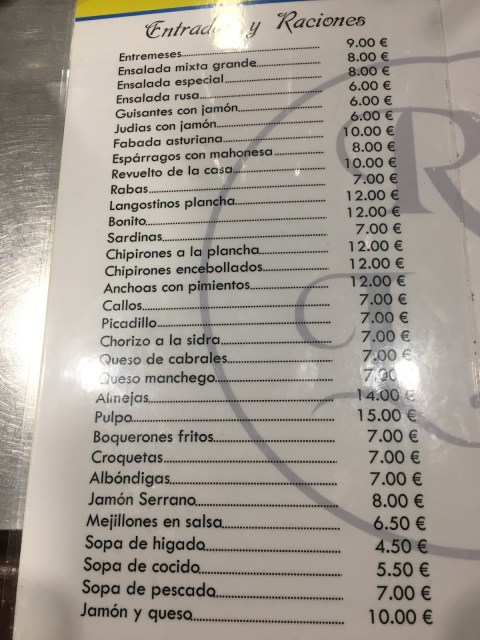 Entradas y Raciones
Entremeses 9.00 €
Ensalada mixta grande 8.00 €
Ensalada especial 8.00 €
Ensalada rusa 6.00 €
Guisantes con jamón 6.00 €
Judias con jamón 6.00 €
Fabada asturiana 10.00 €
Espárragos con mahonesa 8.00 €
Revuelto de la casa 10.00 €
Rabas 7.00 €
Langostinos plancha 12.00 €
Bonito 12.00 €
Sardinas 7.00 €
Chipirones a la plancha 12.00 €
Chipirones encebollados 12.00 €
Anchoas con pimientos 12.00 €
Callos 7.00 €
Picadillo 7.00 €
Chorizo a la sidra 7.00 €
Queso de cabrales 7.00 €
Queso manchego 7.00 €
Almejas 14.00 €
Pulpo 15.00 €
Boquerones fritos 7.00 €
Croquetas 7.00 €
Albóndigas 7.00 €
Jamón Serrano 8.00 €
Mejillones en salsa 6.50 €
Sopa de higado 4.50 €
Sopa de cocido 5.50 €
Sopa de pescado 7.00 €
Jamón y queso 10.00 €